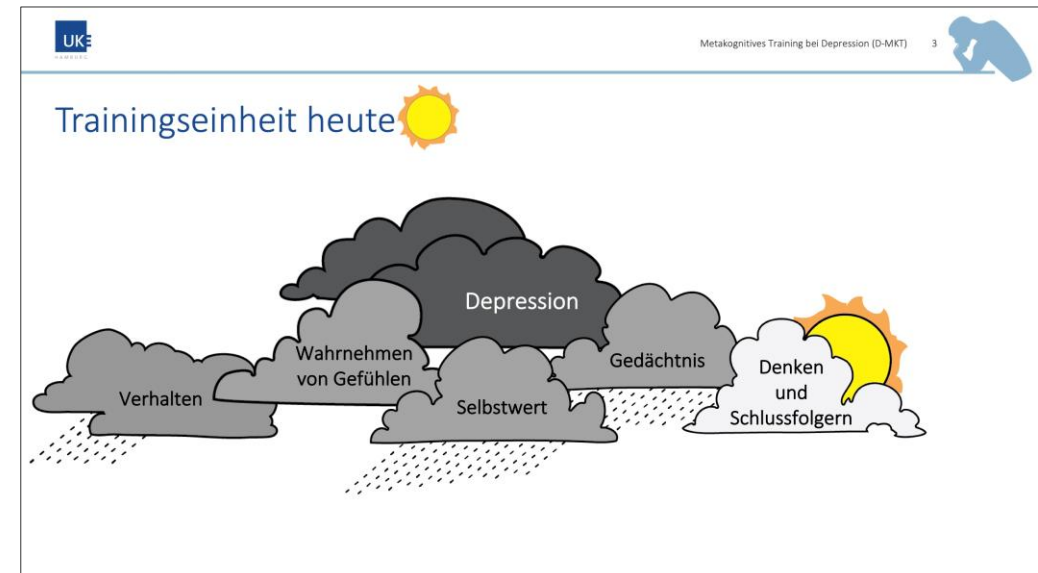 UKE
HAMBURG
Metakognitives Training bei Depression (D-MKT) 3
Trainingseinheit heute
Depression
Wahrnehmen
von Gefühlen
Gedächtnis
Denken
und
Schlussfolgern
Verhalten
Selbstwert